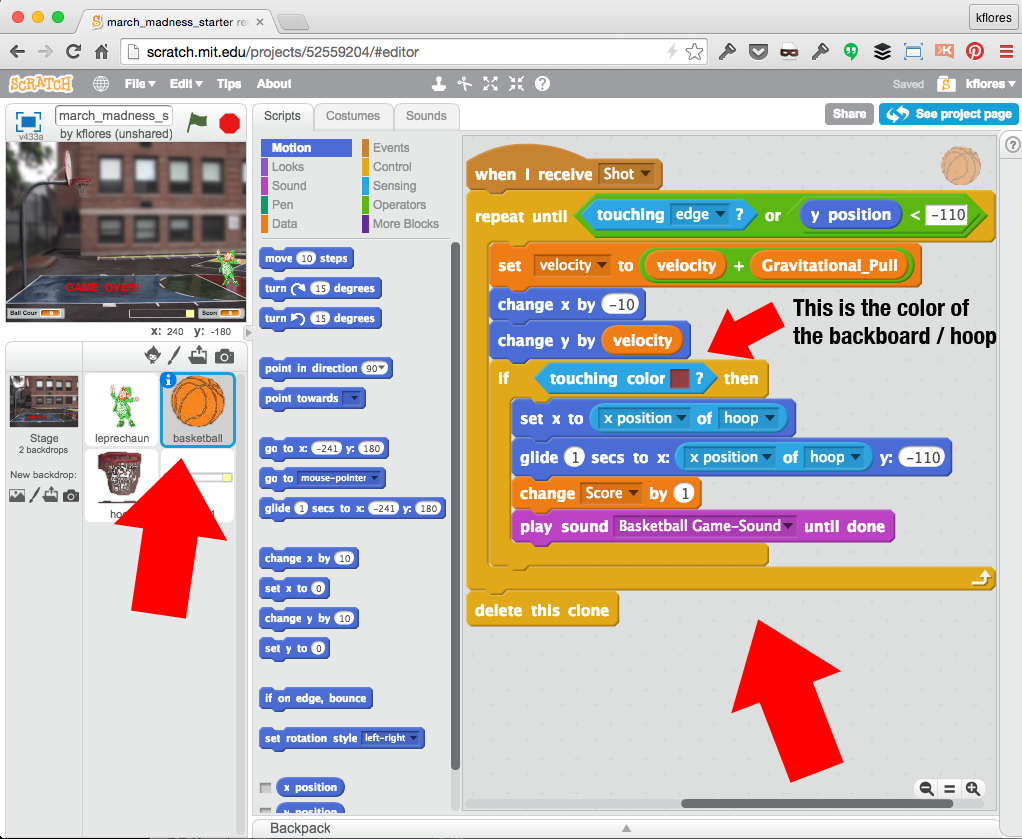 march_madness_starter
kflores
scratch.mit.edu/projects/52559204/#editor
SCRATCH File Edit Tips About Saved kflores
v433a march_madness_s
by kflores (unshared)
Scripts Costumes Sounds
Share See project page
GAME OVER!
Score
x: 240 y: -180
Stage
2 backdrops
New backdrop:
leprechaun
basketball
Motion Events
Looks Control
Sound Sensing
Pen Operators
Data More Blocks
move 10 steps
turn 15 degrees
turn 15 degrees
point in direction 90
point towards
go to x: -241 y: 180
go to mouse-pointer
glide 1 secs to x: -241 y: 180
change x by 10
set x to 0
change y by 10
set y to 0
if on edge, bounce
set rotation style left-right
x position
y position
when I receive Shot
repeat until touching edge ? or y position < -110
set velocity to velocity + Gravitational_Pull
change x by -10
change y by velocity
if touching color ? then
set x to x position of hoop
glide 1 secs to x: x position of hoop y: -110
change Score by 1
play sound Basketball Game-Sound until done
delete this clone
This is the color of
the backboard / hoop
Backpack